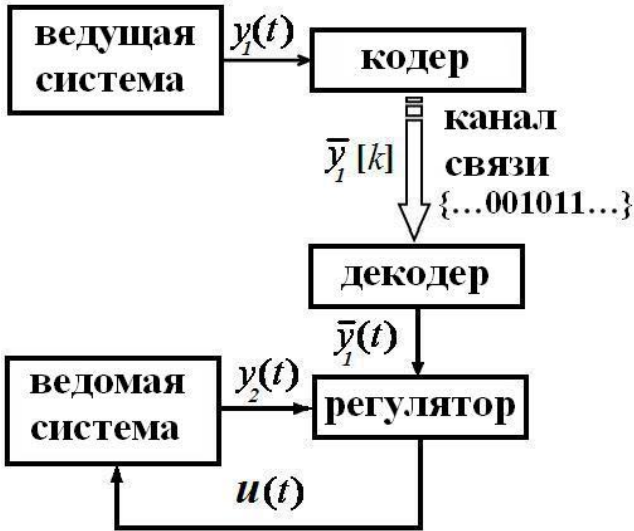 ведущая
система
y₁(t)
кодер
ȳ₁[k]
канал
связи
{...001011...}
декодер
ȳ₁(t)
ведомая
система
y₂(t)
регулятор
u(t)